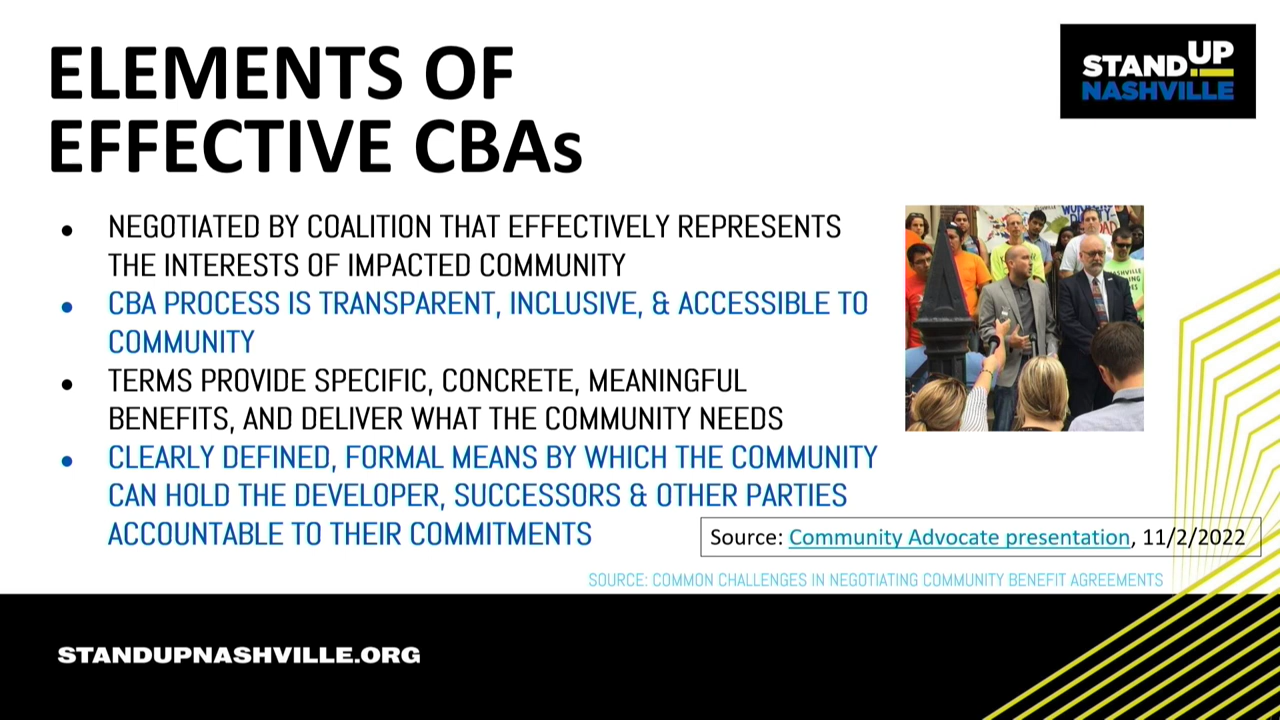 ELEMENTS OF
EFFECTIVE CBAs
STANDUP
NASHVILLE
• NEGOTIATED BY COALITION THAT EFFECTIVELY REPRESENTS
THE INTERESTS OF IMPACTED COMMUNITY
• CBA PROCESS IS TRANSPARENT, INCLUSIVE, & ACCESSIBLE TO
COMMUNITY
• TERMS PROVIDE SPECIFIC, CONCRETE, MEANINGFUL
BENEFITS, AND DELIVER WHAT THE COMMUNITY NEEDS
• CLEARLY DEFINED, FORMAL MEANS BY WHICH THE COMMUNITY
CAN HOLD THE DEVELOPER, SUCCESSORS & OTHER PARTIES
ACCOUNTABLE TO THEIR COMMITMENTS
Source: Community Advocate presentation, 11/2/2022
SOURCE: COMMON CHALLENGES IN NEGOTIATING COMMUNITY BENEFIT AGREEMENTS
STANDUPNASHVILLE.ORG